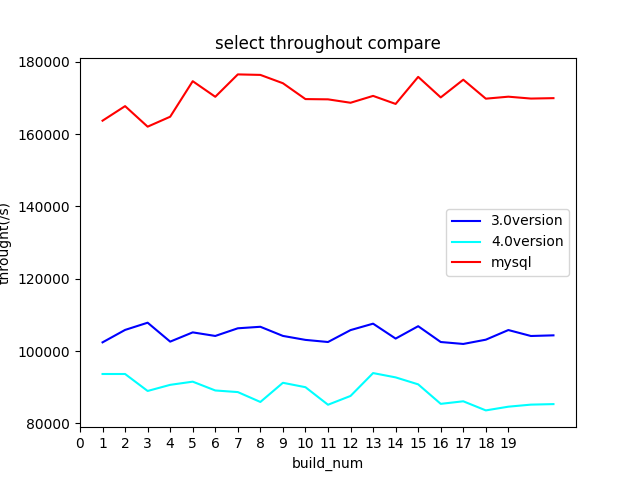 select throughout compare
180000
160000
140000
120000
100000
80000
throught(/s)
3.0version
4.0version
mysql
0 1 2 3 4 5 6 7 8 9 10 11 12 13 14 15 16 17 18 19
build_num